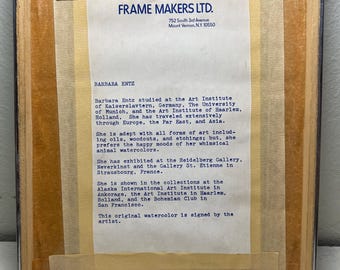 FRAME MAKERS LTD.
752 South 3rd Avenue
Mount Vernon, N.Y. 10550
BARBARA ENTZ
Barbara Entz studied at the Art Institute
of Kaiserslavtern, Germany, The University
of Munich, and the Art Institute of Haarlem,
Holland, She has traveled extensively
through Europe, the Far East, and Asia.
She is adept with all forms of art includ-
ing oils, woodcuts, and etchings; but, she
prefers the happy moods of her whimsical
animal watercolors.
She has exhibited at the Heidelberg Gallery,
Neverkinst and the Gallery St. Etienne in
Strausbourg, France.
She is shown in the collections at the
Alaska International Art Institute in
Ankorage, the Art Institute in Haarlem,
Holland, and the Bohemian Club in
San Francisco.
This original watercolor is signed by the
artist.